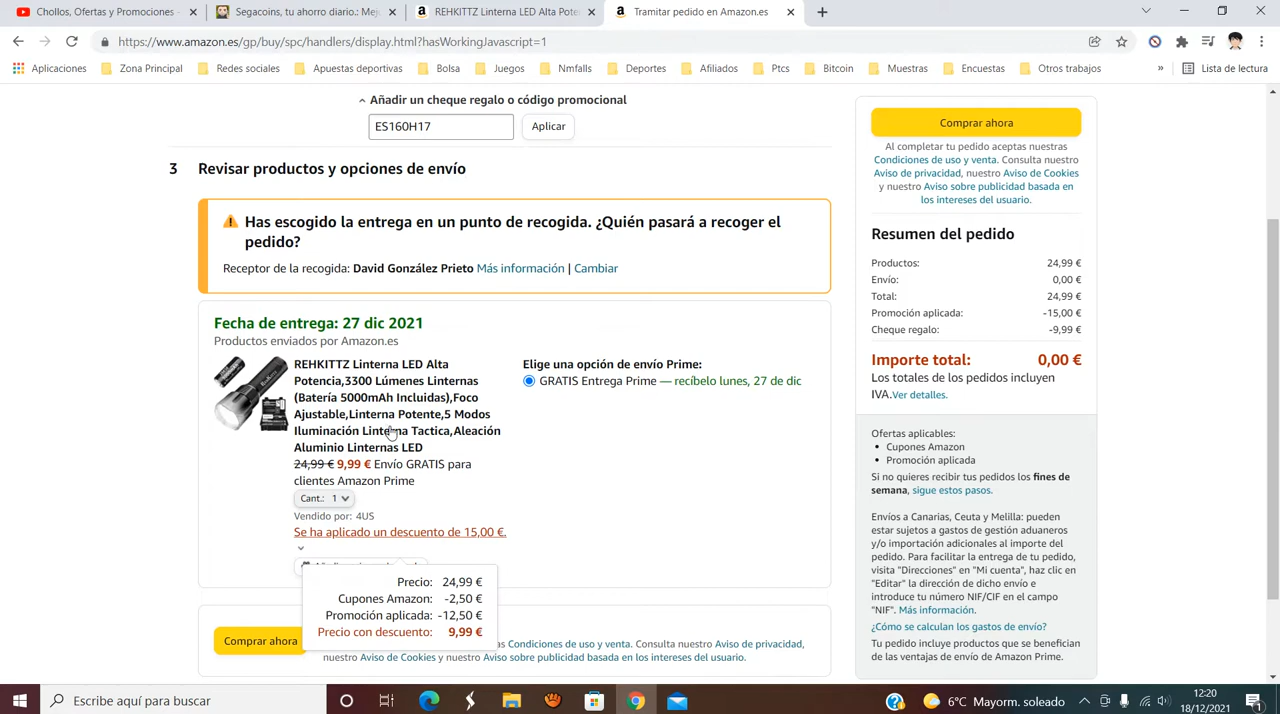 Chollos, Ofertas y Promociones -
Segacoins, tu ahorro diario.: Mej
REHKITTZ Linterna LED Alta Pote
Tramitar pedido en Amazon.es
https://www.amazon.es/gp/buy/spc/handlers/display.html?hasWorkingJavascript=1
Aplicaciones
Zona Principal
Redes sociales
Apuestas deportivas
Bolsa
Juegos
Nmfalls
Deportes
Afiliados
Ptcs
Bitcoin
Muestras
Encuestas
Otros trabajos
»
Lista de lectura
Añadir un cheque regalo o código promocional
ES160H17
Aplicar
3 Revisar productos y opciones de envío
Has escogido la entrega en un punto de recogida. ¿Quién pasará a recoger el
pedido?
Receptor de la recogida: David González Prieto Más información | Cambiar
Fecha de entrega: 27 dic 2021
Productos enviados por Amazon.es
REHKITTZ Linterna LED Alta
Potencia,3300 Lúmenes Linternas
(Batería 5000mAh Incluidas),Foco
Ajustable,Linterna Potente,5 Modos
Iluminación Linterna Tactica,Aleación
Aluminio Linternas LED
24,99 € 9,99 € Envío GRATIS para
clientes Amazon Prime
Cant.: 1
Vendido por: 4US
Se ha aplicado un descuento de 15,00 €.
Elige una opción de envío Prime:
GRATIS Entrega Prime — recíbelo lunes, 27 de dic
Precio: 24,99 €
Cupones Amazon: -2,50 €
Promoción aplicada: -12,50 €
Precio con descuento: 9,99 €
Comprar ahora
Condiciones de uso y venta. Consulta nuestro Aviso de privacidad,
nuestro Aviso de Cookies y nuestro Aviso sobre publicidad basada en los intereses del usuario.
Comprar ahora
Al completar tu pedido aceptas nuestras
Condiciones de uso y venta. Consulta nuestro
Aviso de privacidad, nuestro Aviso de Cookies
y nuestro Aviso sobre publicidad basada en
los intereses del usuario.
Resumen del pedido
Productos: 24,99 €
Envío: 0,00 €
Total: 24,99 €
Promoción aplicada: -15,00 €
Cheque regalo: -9,99 €
Importe total: 0,00 €
Los totales de los pedidos incluyen
IVA.Ver detalles.
Ofertas aplicables:
• Cupones Amazon
• Promoción aplicada
Si no quieres recibir tus pedidos los fines de
semana, sigue estos pasos.
Envíos a Canarias, Ceuta y Melilla: pueden
estar sujetos a gastos de gestión aduaneros
y/o importación adicionales al importe del
pedido. Para facilitar la entrega de tu pedido,
visita "Direcciones" en "Mi cuenta", haz clic en
"Editar" la dirección de dicho envío e
introduce tu número NIF/CIF en el campo
"NIF". Más información.
¿Cómo se calculan los gastos de envío?
Tu pedido incluye productos que se benefician
de las ventajas de envío de Amazon Prime.
Escribe aquí para buscar
6°C Mayorm. soleado
12:20
18/12/2021
1